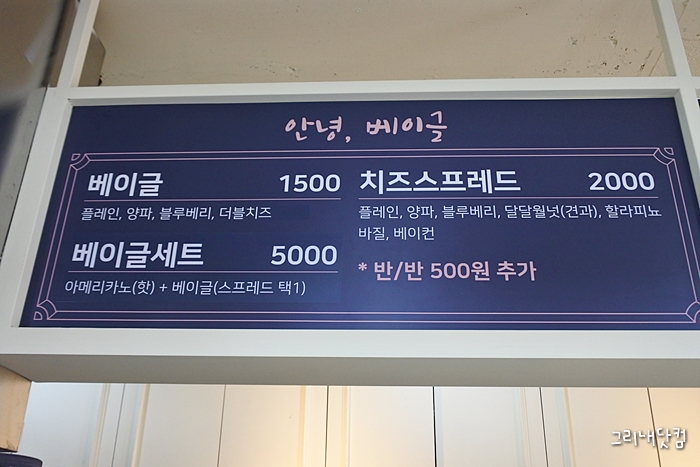 안녕, 베이글
베이글 1500
플레인, 양파, 블루베리, 더블치즈
베이글세트 5000
아메리카노(핫) + 베이글(스프레드 택1)
치즈스프레드 2000
플레인, 양파, 블루베리, 달달월넛(견과), 할라피뇨
바질, 베이컨
* 반/반 500원 추가
그리내닷컴